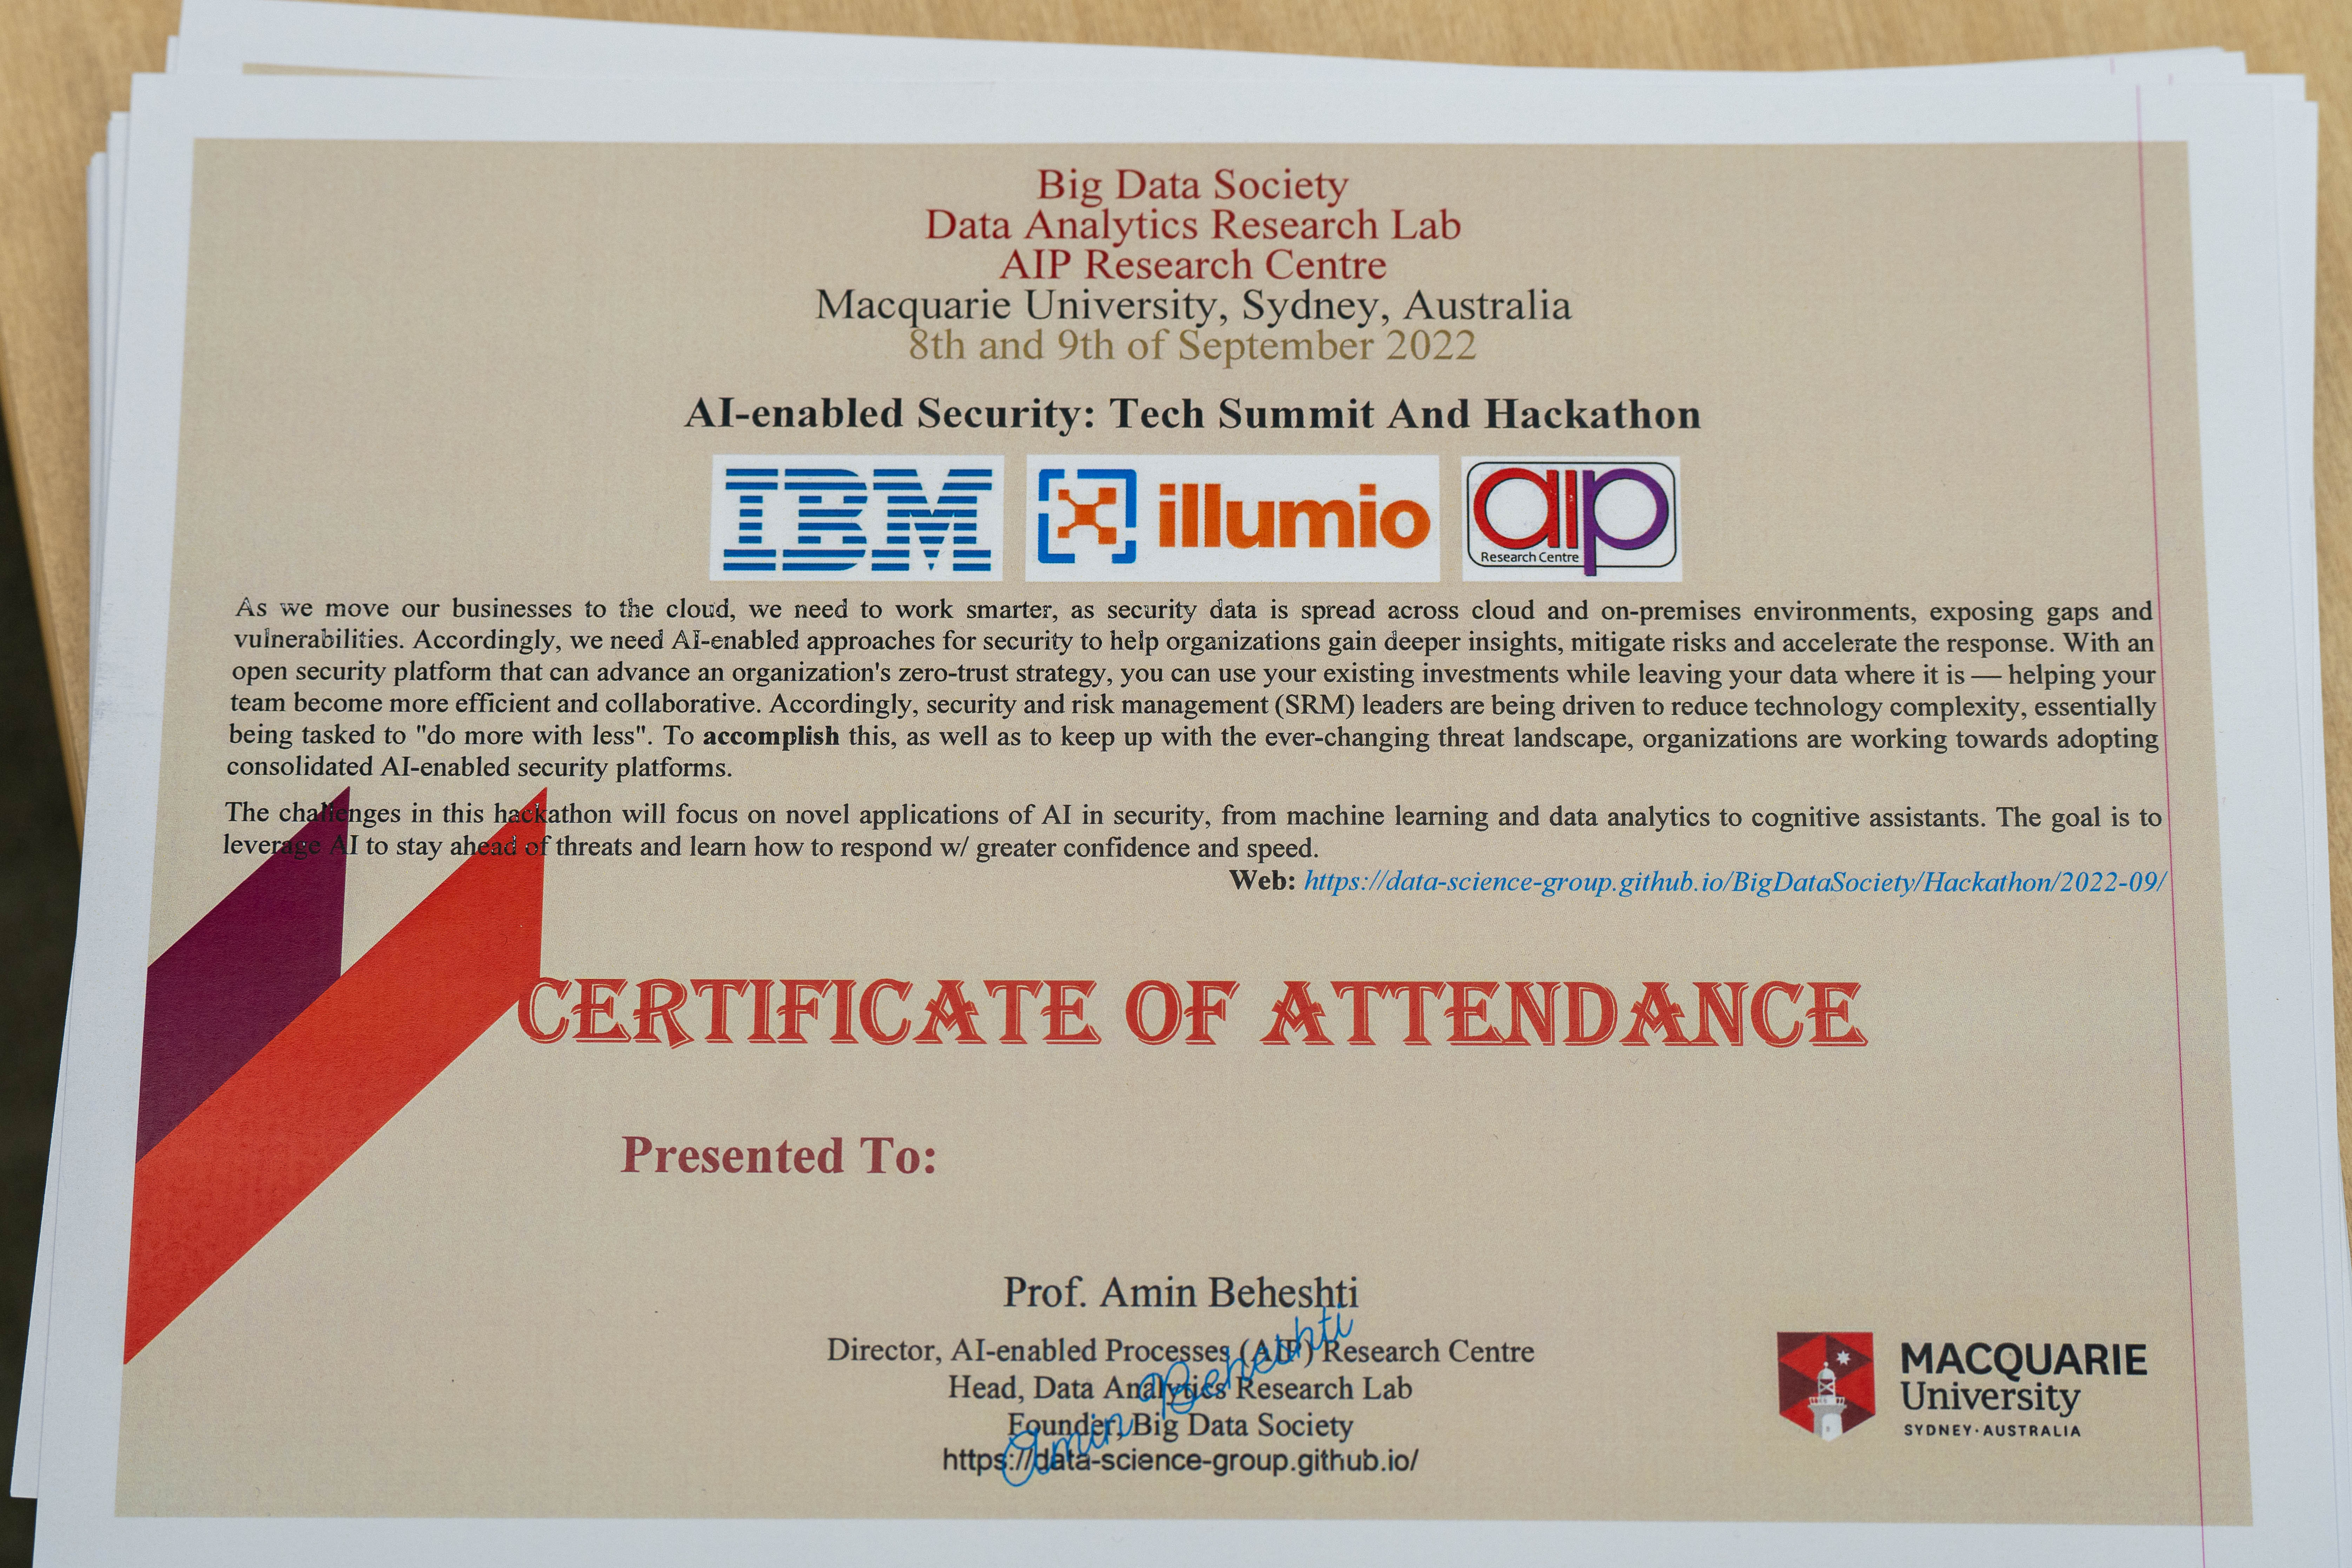 Big Data Society
Data Analytics Research Lab
AIP Research Centre
Macquarie University, Sydney, Australia
8th and 9th of September 2022
AI-enabled Security: Tech Summit And Hackathon
IBM illumio aip
Research Centre
As we move our businesses to the cloud, we need to work smarter, as security data is spread across cloud and on-premises environments, exposing gaps and
vulnerabilities. Accordingly, we need AI-enabled approaches for security to help organizations gain deeper insights, mitigate risks and accelerate the response. With an
open security platform that can advance an organization's zero-trust strategy, you can use your existing investments while leaving your data where it is — helping your
team become more efficient and collaborative. Accordingly, security and risk management (SRM) leaders are being driven to reduce technology complexity, essentially
being tasked to "do more with less". To accomplish this, as well as to keep up with the ever-changing threat landscape, organizations are working towards adopting
consolidated AI-enabled security platforms.
The challenges in this hackathon will focus on novel applications of AI in security, from machine learning and data analytics to cognitive assistants. The goal is to
leverage AI to stay ahead of threats and learn how to respond w/ greater confidence and speed.
Web: https://data-science-group.github.io/BigDataSociety/Hackathon/2022-09/
CERTIFICATE OF ATTENDANCE
Presented To:
Prof. Amin Beheshti
Director, AI-enabled Processes (AIP) Research Centre
Head, Data Analytics Research Lab
Founder, Big Data Society
https://data-science-group.github.io/
Amin Beheshti
MACQUARIE
University
SYDNEY·AUSTRALIA